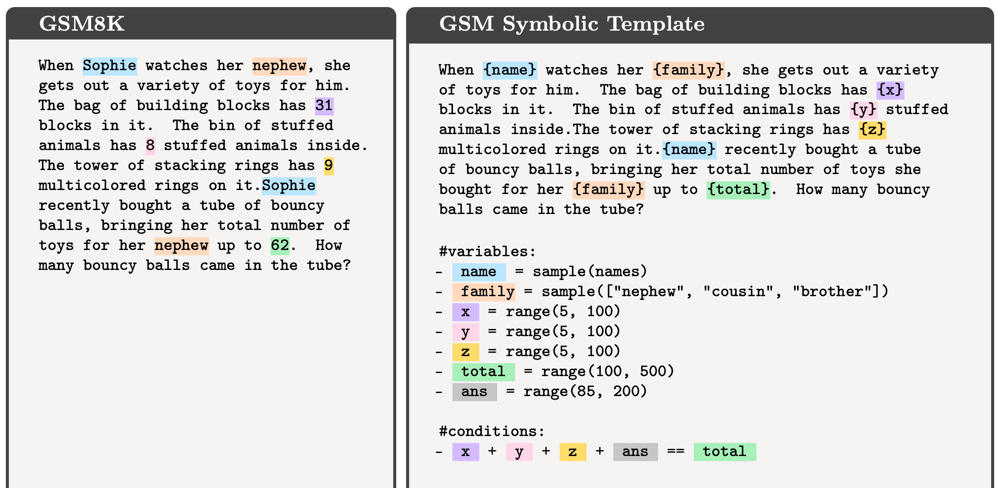 GSM8K
When Sophie watches her nephew, she
gets out a variety of toys for him.
The bag of building blocks has 31
blocks in it.  The bin of stuffed
animals has 8 stuffed animals inside.
The tower of stacking rings has 9
multicolored rings on it.Sophie
recently bought a tube of bouncy
balls, bringing her total number of
toys for her nephew up to 62.  How
many bouncy balls came in the tube?
GSM Symbolic Template
When {name} watches her {family}, she gets out a variety
of toys for him.  The bag of building blocks has {x}
blocks in it.  The bin of stuffed animals has {y} stuffed
animals inside.The tower of stacking rings has {z}
multicolored rings on it.{name} recently bought a tube
of bouncy balls, bringing her total number of toys she
bought for her {family} up to {total}.  How many bouncy
balls came in the tube?
#variables:
- name = sample(names)
- family = sample(["nephew", "cousin", "brother"])
- x = range(5, 100)
- y = range(5, 100)
- z = range(5, 100)
- total = range(100, 500)
- ans = range(85, 200)
#conditions:
- x + y + z + ans == total